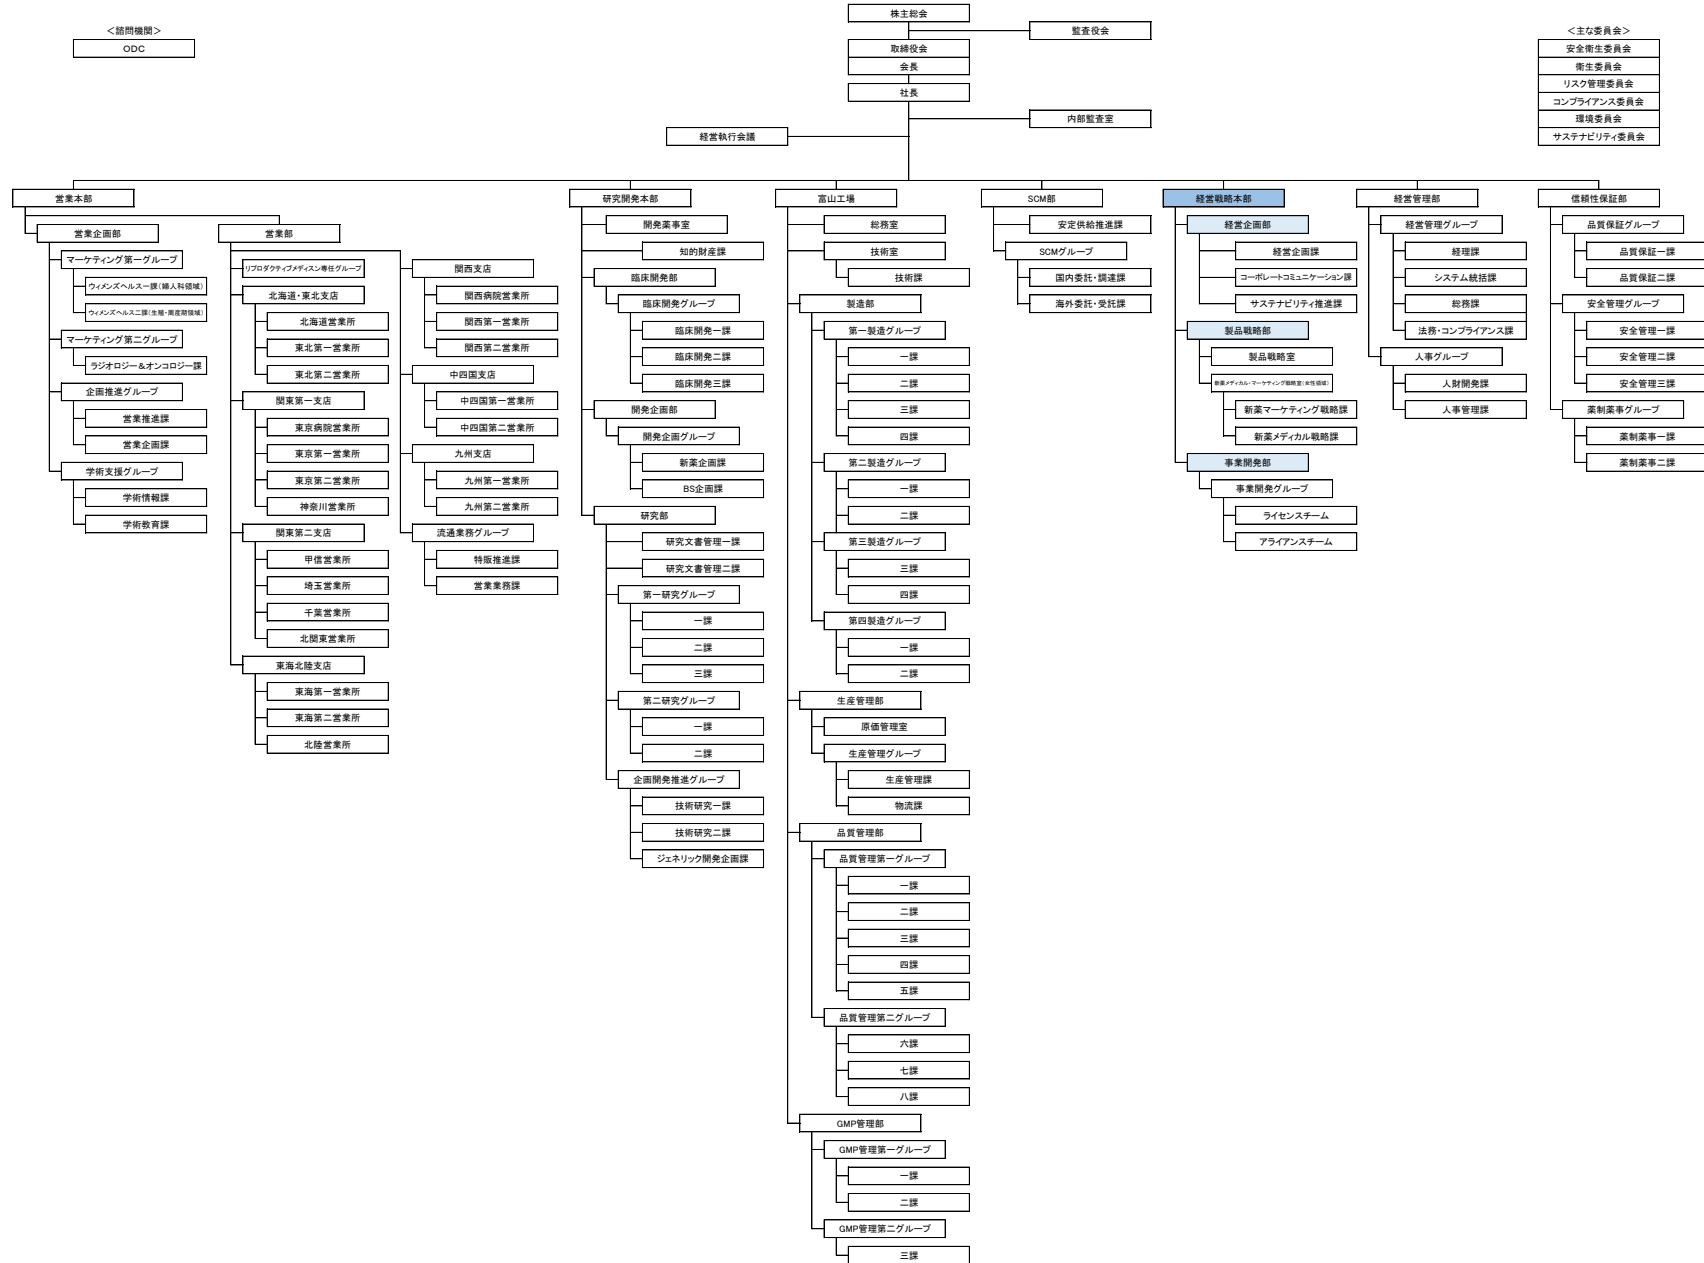 株主総会
監査役会
取締役会
会長
社長
内部監査室
経営執行会議
＜諮問機関＞
ODC
＜主な委員会＞
安全衛生委員会
衛生委員会
リスク管理委員会
コンプライアンス委員会
環境委員会
サステナビリティ委員会
営業本部
営業企画部
マーケティング第一グループ
ウィメンズヘルス一課(婦人科領域)
ウィメンズヘルス二課(生殖・周産期領域)
マーケティング第二グループ
ラジオロジー&オンコロジー課
企画推進グループ
営業推進課
営業企画課
学術支援グループ
学術情報課
学術教育課
営業部
リプロダクティブメディスン専任グループ
北海道・東北支店
北海道営業所
東北第一営業所
東北第二営業所
関東第一支店
東京病院営業所
東京第一営業所
東京第二営業所
神奈川営業所
関東第二支店
甲信営業所
埼玉営業所
千葉営業所
北関東営業所
東海北陸支店
東海第一営業所
東海第二営業所
北陸営業所
関西支店
関西病院営業所
関西第一営業所
関西第二営業所
中四国支店
中四国第一営業所
中四国第二営業所
九州支店
九州第一営業所
九州第二営業所
流通業務グループ
特販推進課
営業業務課
研究開発本部
開発薬事室
知的財産課
臨床開発部
臨床開発グループ
臨床開発一課
臨床開発二課
臨床開発三課
開発企画部
開発企画グループ
新薬企画課
BS企画課
研究部
研究文書管理一課
研究文書管理二課
第一研究グループ
一課
二課
三課
第二研究グループ
一課
二課
企画開発推進グループ
技術研究一課
技術研究二課
ジェネリック開発企画課
富山工場
総務室
技術室
技術課
製造部
第一製造グループ
一課
二課
三課
四課
第二製造グループ
一課
二課
第三製造グループ
三課
四課
第四製造グループ
一課
二課
生産管理部
原価管理室
生産管理グループ
生産管理課
物流課
品質管理部
品質管理第一グループ
一課
二課
三課
四課
五課
品質管理第二グループ
六課
七課
八課
GMP管理部
GMP管理第一グループ
一課
二課
GMP管理第二グループ
三課
SCM部
安定供給推進課
SCMグループ
国内委託・調達課
海外委託・受託課
経営戦略本部
経営企画部
経営企画課
コーポレートコミュニケーション課
サステナビリティ推進課
製品戦略部
製品戦略室
新薬メディカル・マーケティング戦略室(女性領域)
新薬マーケティング戦略課
新薬メディカル戦略課
事業開発部
事業開発グループ
ライセンスチーム
アライアンスチーム
経営管理部
経営管理グループ
経理課
システム統括課
総務課
法務・コンプライアンス課
人事グループ
人財開発課
人事管理課
信頼性保証部
品質保証グループ
品質保証一課
品質保証二課
安全管理グループ
安全管理一課
安全管理二課
安全管理三課
薬制薬事グループ
薬制薬事一課
薬制薬事二課